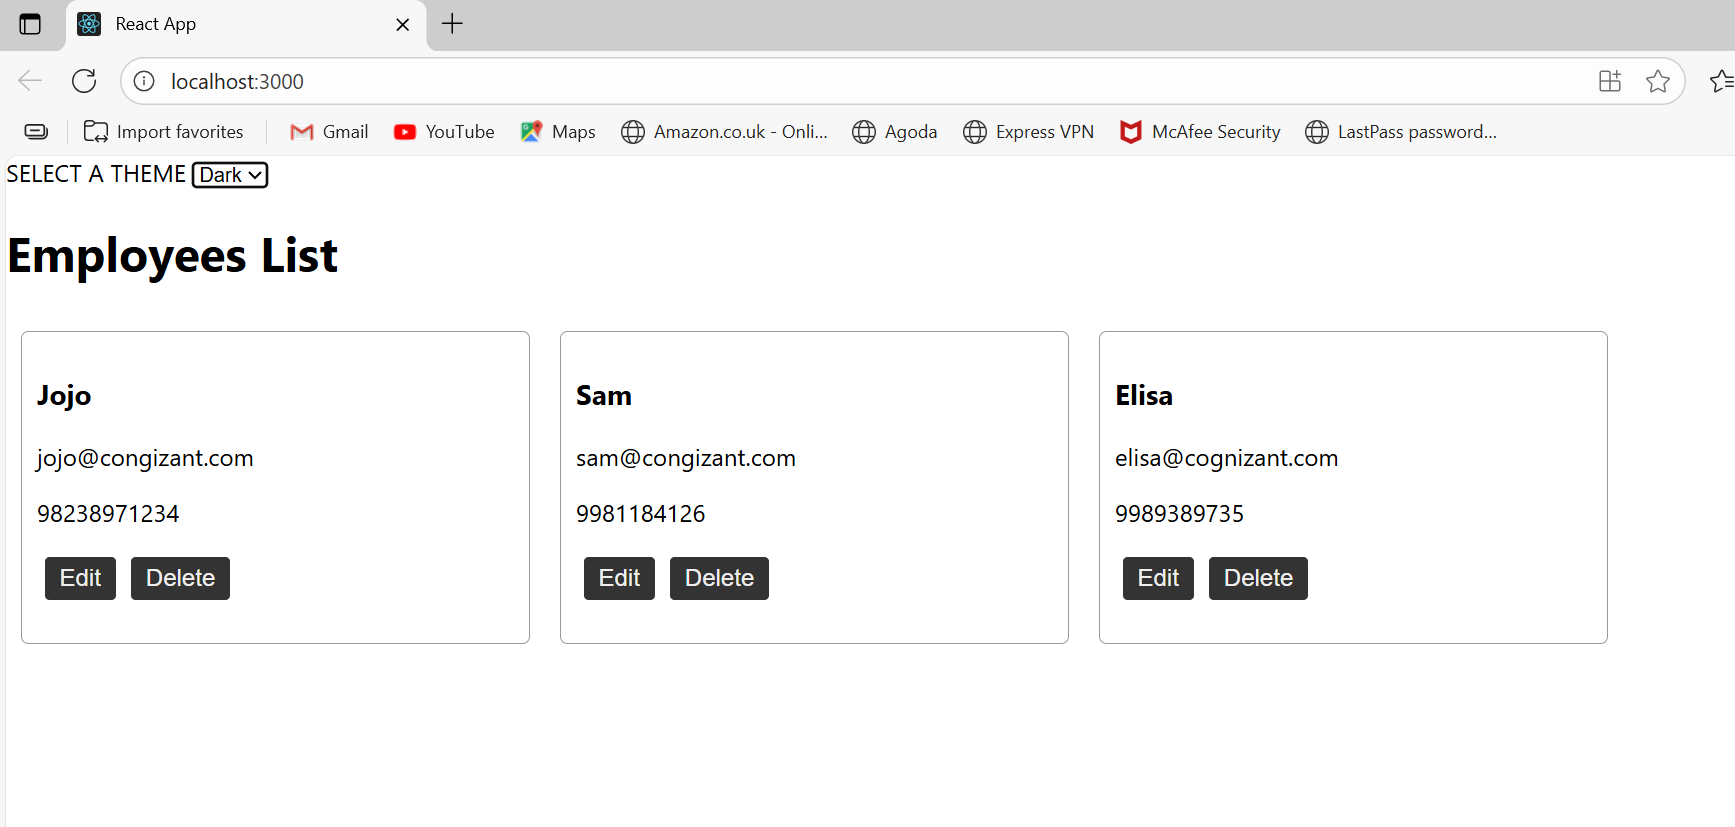 React App
localhost:3000
Import favorites Gmail YouTube Maps Amazon.co.uk - Onli... Agoda Express VPN McAfee Security LastPass password...
SELECT A THEME Dark
Employees List
Jojo
jojo@congizant.com
98238971234
Edit Delete
Sam
sam@congizant.com
9981184126
Edit Delete
Elisa
elisa@cognizant.com
9989389735
Edit Delete